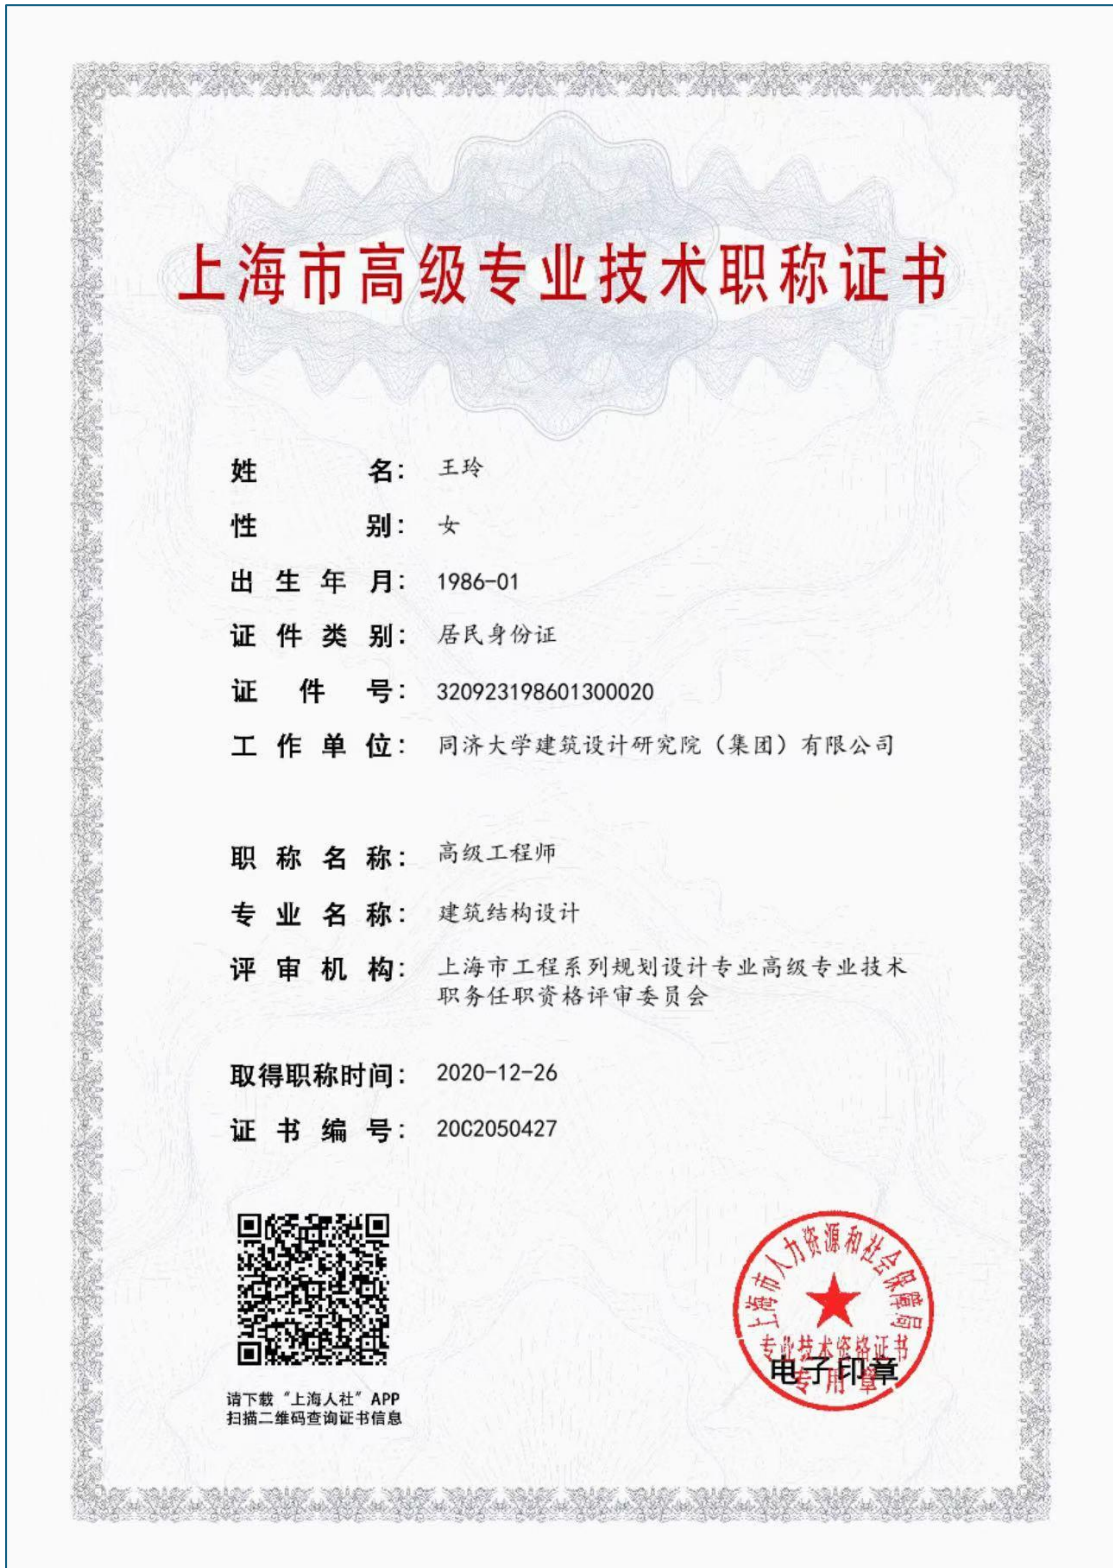 上海市高级专业技术职称证书
姓名： 王玲
性别： 女
出生年月： 1986-01
证件类别： 居民身份证
证件号： 320923198601300020
工作单位： 同济大学建筑设计研究院（集团）有限公司
职称名称： 高级工程师
专业名称： 建筑结构设计
评审机构： 上海市工程系列规划设计专业高级专业技术
职务任职资格评审委员会
取得职称时间： 2020-12-26
证书编号： 20C2050427
请下载“上海人社”APP
扫描二维码查询证书信息
上海市人力资源和社会保障局
专业技术资格证书
电子印章
专用章